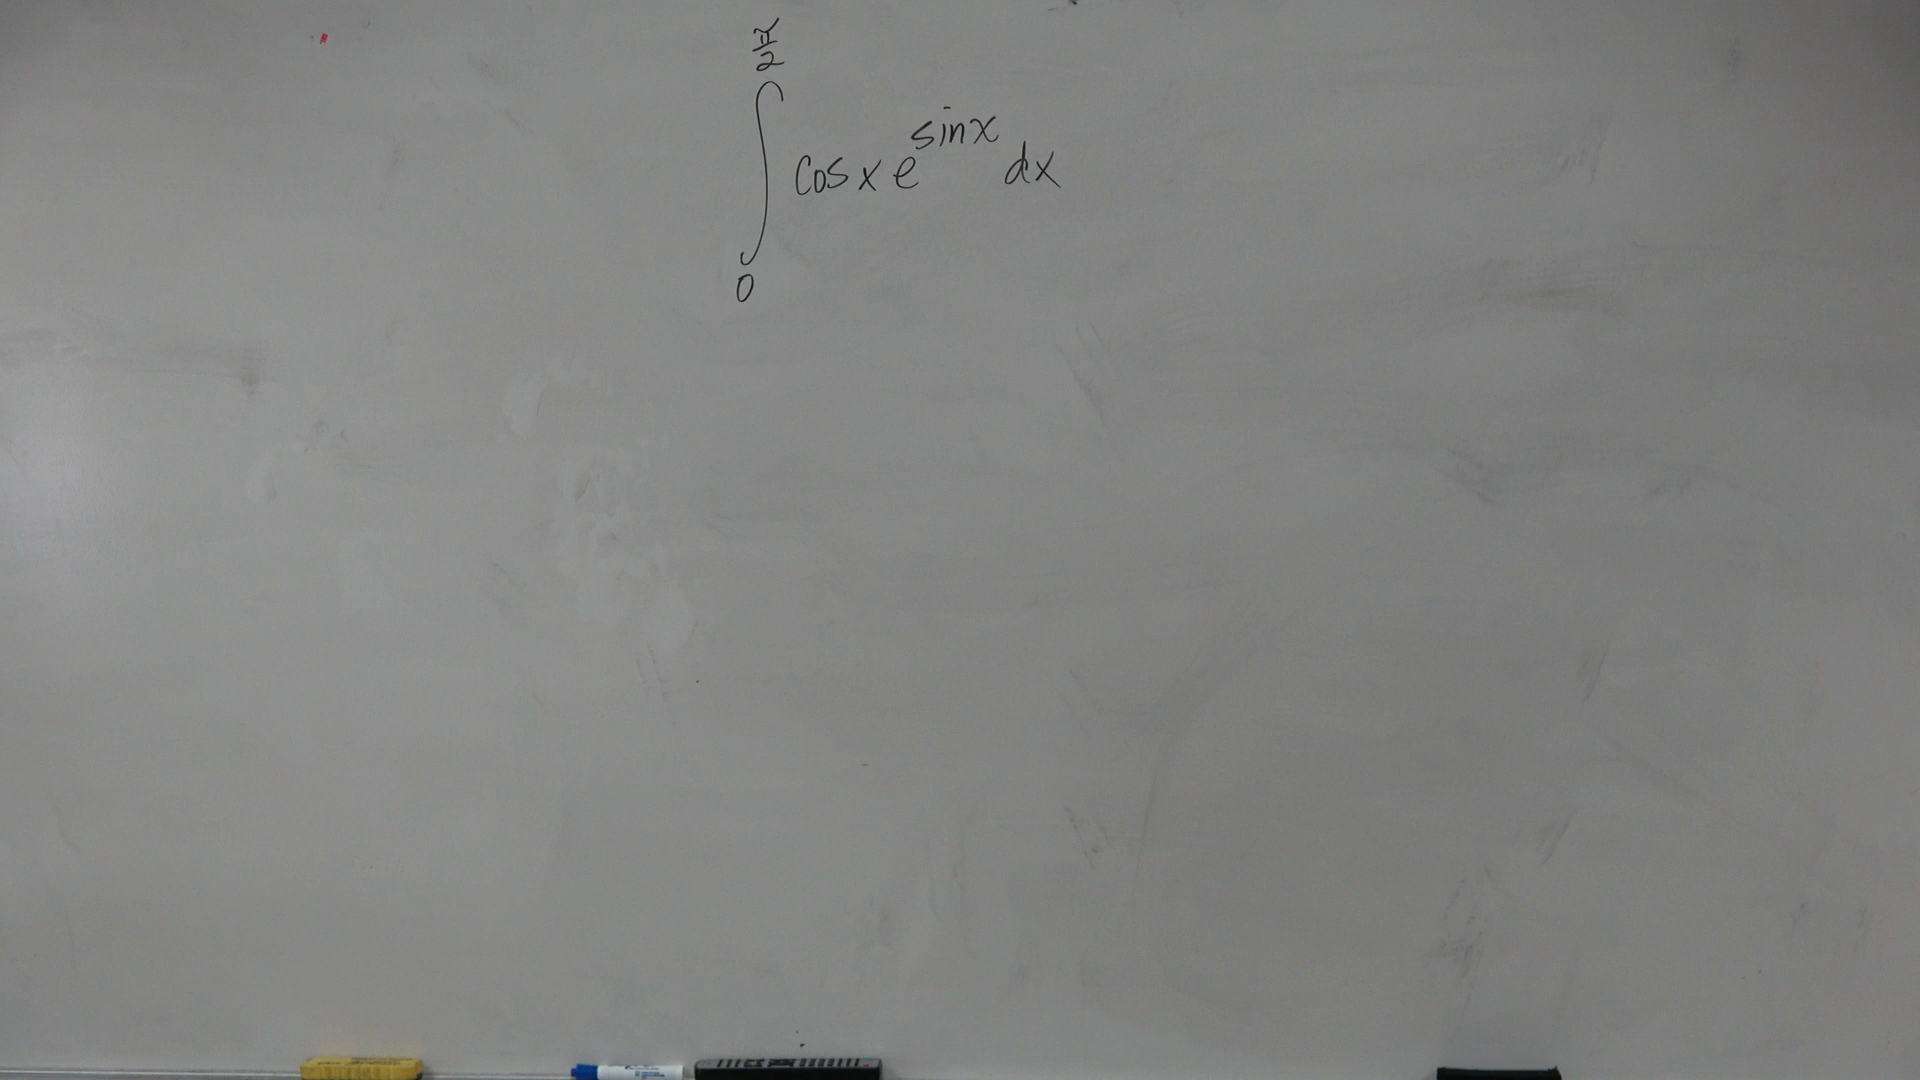 ∫₀^{π/2} cos x e^{sin x} dx